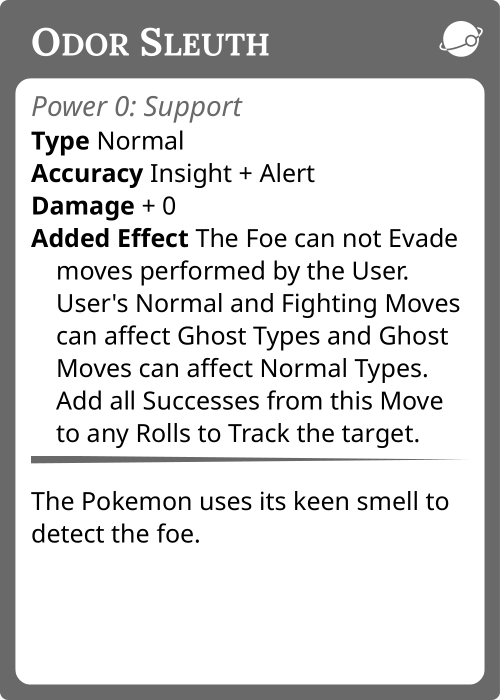 Odor Sleuth
Power 0: Support
Type Normal
Accuracy Insight + Alert
Damage + 0
Added Effect The Foe can not Evade
moves performed by the User.
User's Normal and Fighting Moves
can affect Ghost Types and Ghost
Moves can affect Normal Types.
Add all Successes from this Move
to any Rolls to Track the target.
The Pokemon uses its keen smell to
detect the foe.